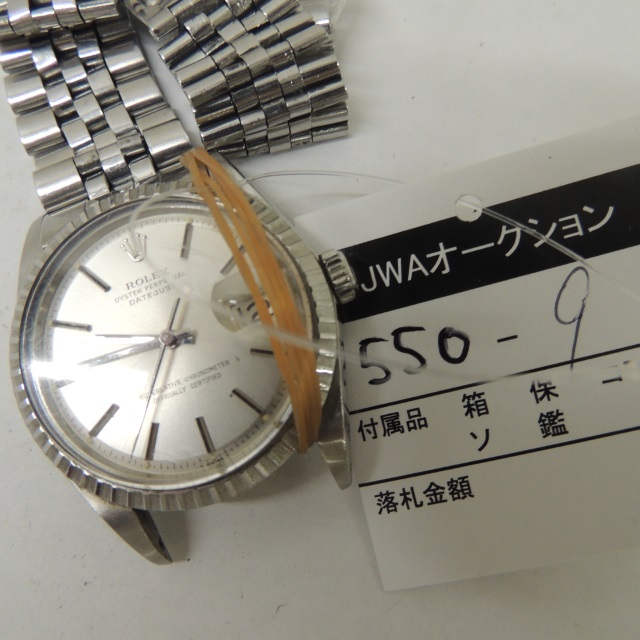 ROLEX
OYSTER PERPETUAL
DATEJUST
SUPERLATIVE CHRONOMETER
OFFICIALLY CERTIFIED
JWAオークション
550-9
付属品 箱 保
ソ 鑑
落札金額